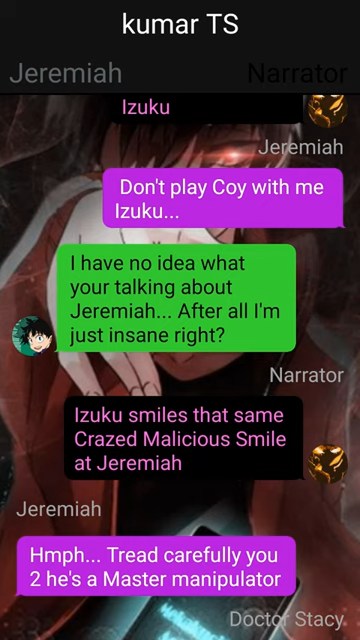 kumar TS
Jeremiah
Narrator
Izuku
Jeremiah
Don't play Coy with me
Izuku...
I have no idea what
your talking about
Jeremiah... After all I'm
just insane right?
Narrator
Izuku smiles that same
Crazed Malicious Smile
at Jeremiah
Jeremiah
Hmph... Tread carefully you
2 he's a Master manipulator
Doctor Stacy